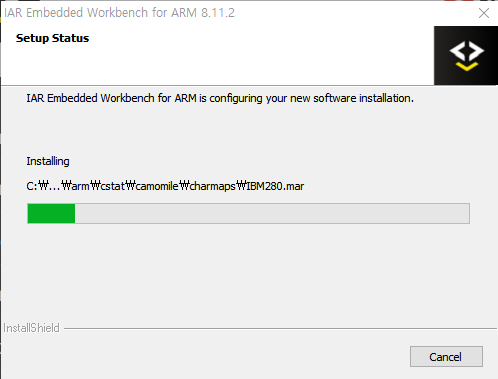 IAR Embedded Workbench for ARM 8.11.2
Setup Status
IAR Embedded Workbench for ARM is configuring your new software installation.
Installing
C:₩...₩arm₩cstat₩camomile₩charmaps₩IBM280.mar
InstallShield
Cancel